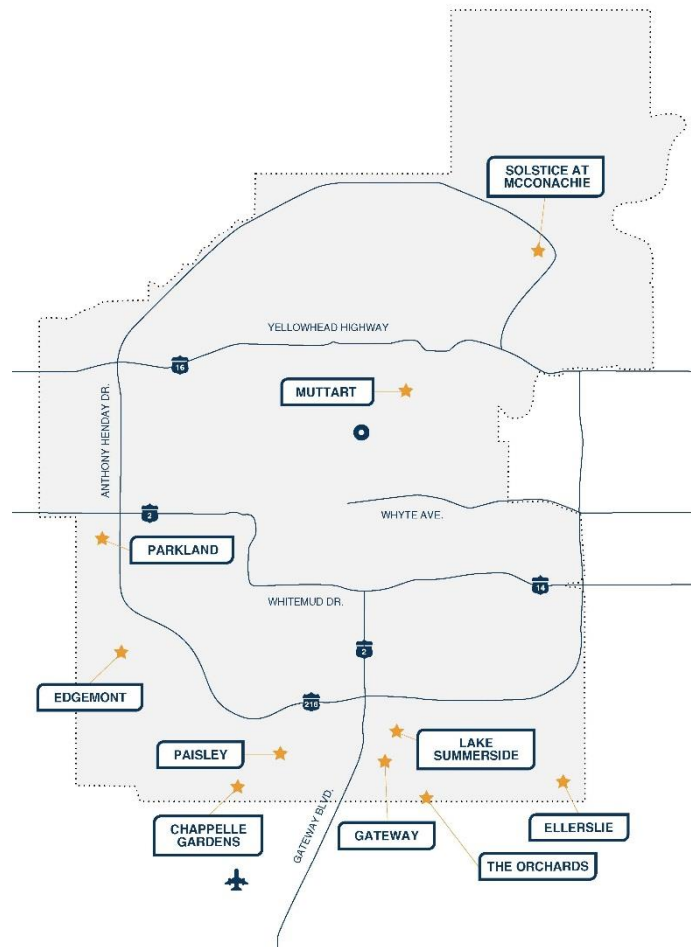 SOLSTICE AT
MCCONACHIE
YELLOWHEAD HIGHWAY
16
MUTTART
ANTHONY HENDAY DR.
2
WHYTE AVE.
PARKLAND
14
WHITEMUD DR.
2
EDGEMONT
216
LAKE
SUMMERSIDE
PAISLEY
CHAPPELLE
GARDENS
GATEWAY BLVD.
GATEWAY
ELLERSLIE
THE ORCHARDS